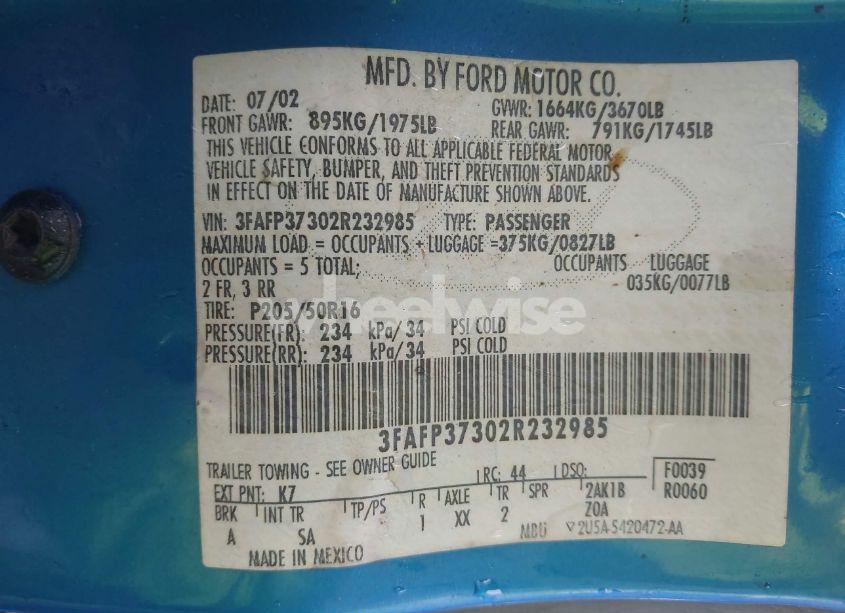 MFD. BY FORD MOTOR CO.
DATE: 07/02 GVWR: 1664KG/3670LB
FRONT GAWR: 895KG/1975LB REAR GAWR: 791KG/1745LB
THIS VEHICLE CONFORMS TO ALL APPLICABLE FEDERAL MOTOR
VEHICLE SAFETY, BUMPER, AND THEFT PREVENTION STANDARDS
IN EFFECT ON THE DATE OF MANUFACTURE SHOWN ABOVE.
VIN: 3FAFP37302R232985 TYPE: PASSENGER
MAXIMUM LOAD = OCCUPANTS + LUGGAGE =375KG/0827LB
OCCUPANTS = 5 TOTAL; OCCUPANTS LUGGAGE
2 FR, 3 RR 035KG/0077LB
TIRE: P205/50R16
wheelwise
PRESSURE(FR): 234 kPa/ 34 PSI COLD
PRESSURE(RR): 234 kPa/ 34 PSI COLD
3FAFP37302R232985
TRAILER TOWING - SEE OWNER GUIDE
EXT PNT: K7 RC: 44 DSO: F0039
BRK INT TR TP/PS R AXLE TR SPR 2AK1B R0060
A SA 1 XX 2 Z0A
MADE IN MEXICO MBU 2U5A-5420472-AA